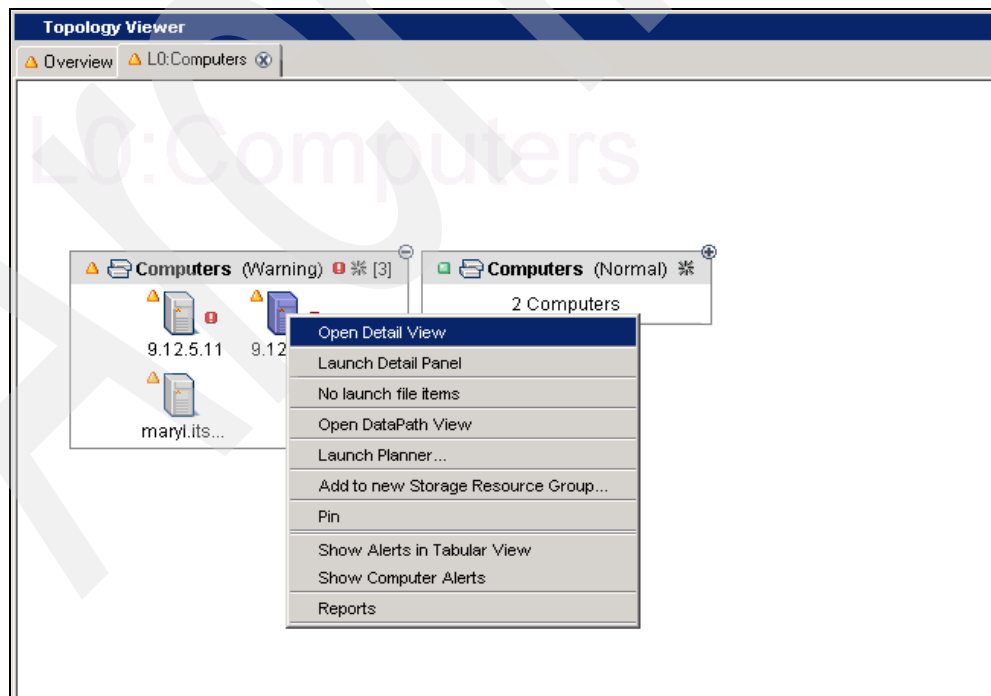 Topology Viewer
Overview L0:Computers
L0:Computers
Computers (Warning) [3]
Computers (Normal)
2 Computers
9.12.5.11 9.12
maryl.its...
Open Detail View
Launch Detail Panel
No launch file items
Open DataPath View
Launch Planner...
Add to new Storage Resource Group...
Pin
Show Alerts in Tabular View
Show Computer Alerts
Reports